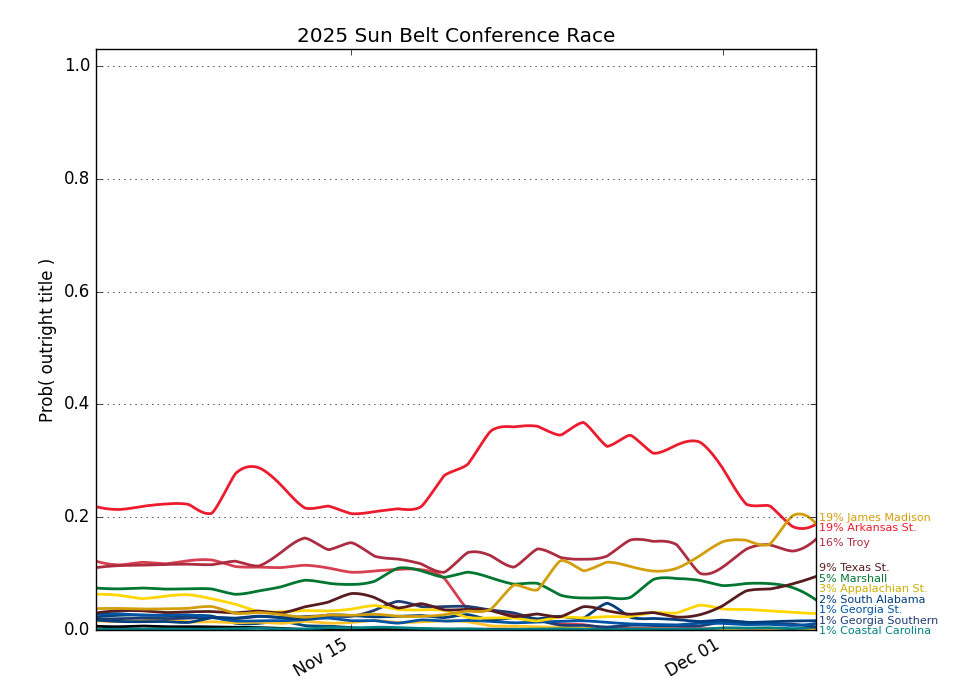 2025 Sun Belt Conference Race
Prob( outright title )
1.0
0.8
0.6
0.4
0.2
0.0
Nov 15
Dec 01
19% James Madison
19% Arkansas St.
16% Troy
9% Texas St.
5% Marshall
3% Appalachian St.
2% South Alabama
1% Georgia St.
1% Georgia Southern
1% Coastal Carolina